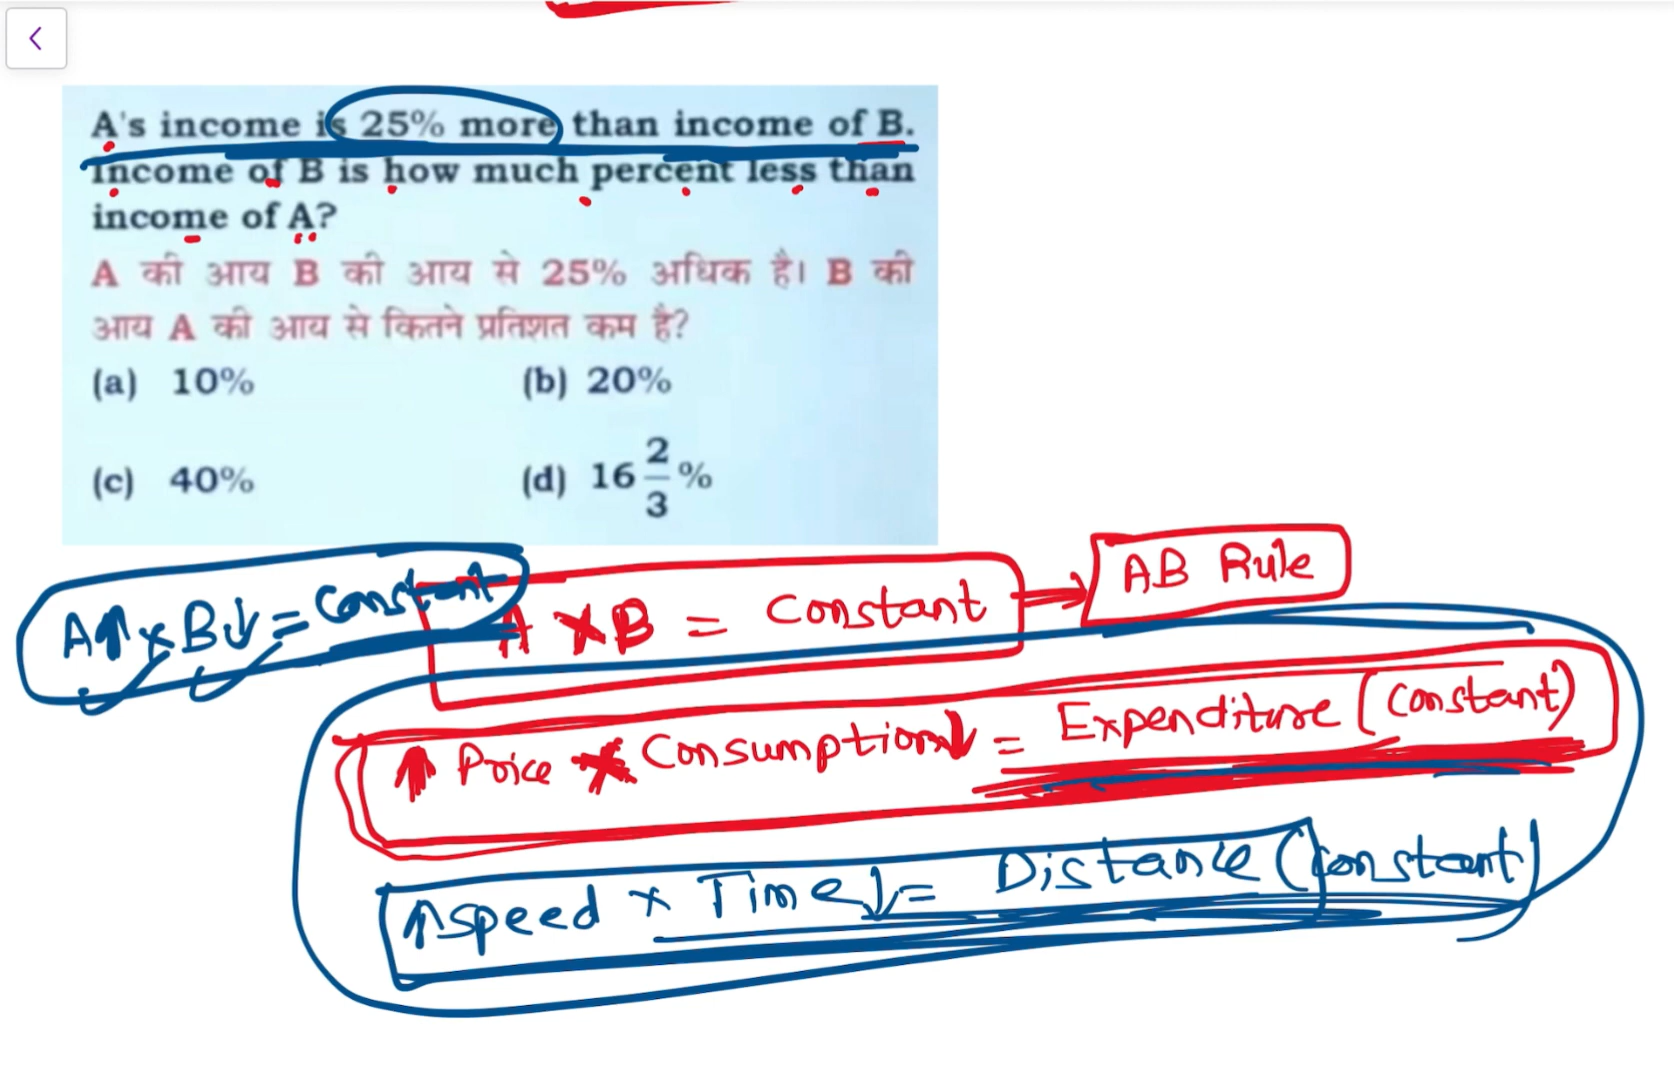 A's income is 25% more than income of B.
Income of B is how much percent less than
income of A?
A की आय B की आय से 25% अधिक है। B की
आय A की आय से कितने प्रतिशत कम है?
(a) 10% (b) 20%
(c) 40% (d) 16 2/3 %
A↑ × B↓ = Constant
A × B = Constant → AB Rule
↑ Price × Consumption↓ = Expenditure (Constant)
↑ speed × Time↓ = Distance (Constant)